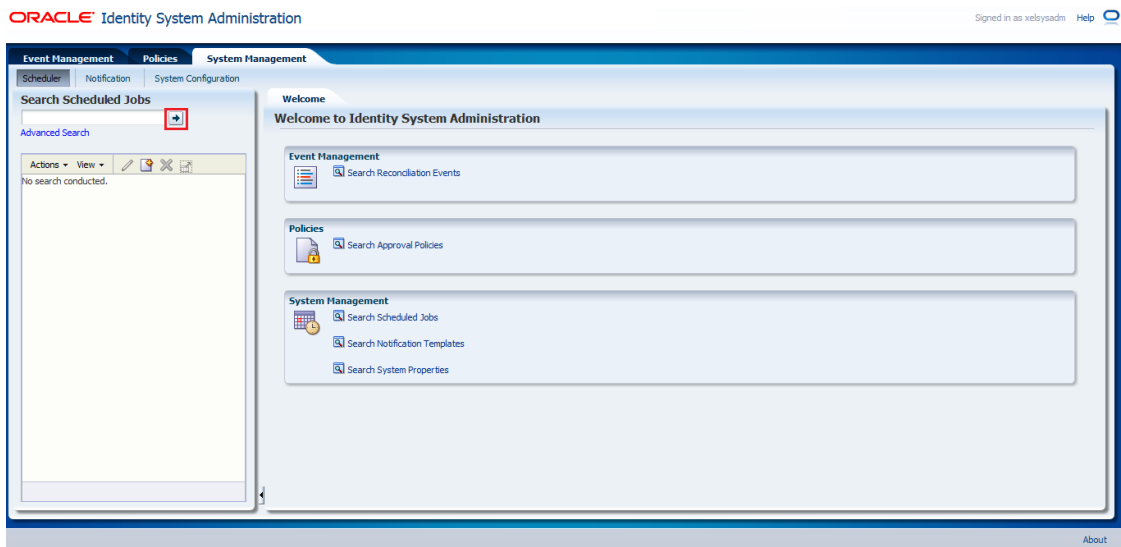 ORACLE Identity System Administration
Signed in as xelsysadm Help
Event Management Policies System Management
Scheduler Notification System Configuration
Search Scheduled Jobs
Advanced Search
Actions View
No search conducted.
Welcome
Welcome to Identity System Administration
Event Management
Search Reconciliation Events
Policies
Search Approval Policies
System Management
Search Scheduled Jobs
Search Notification Templates
Search System Properties
About